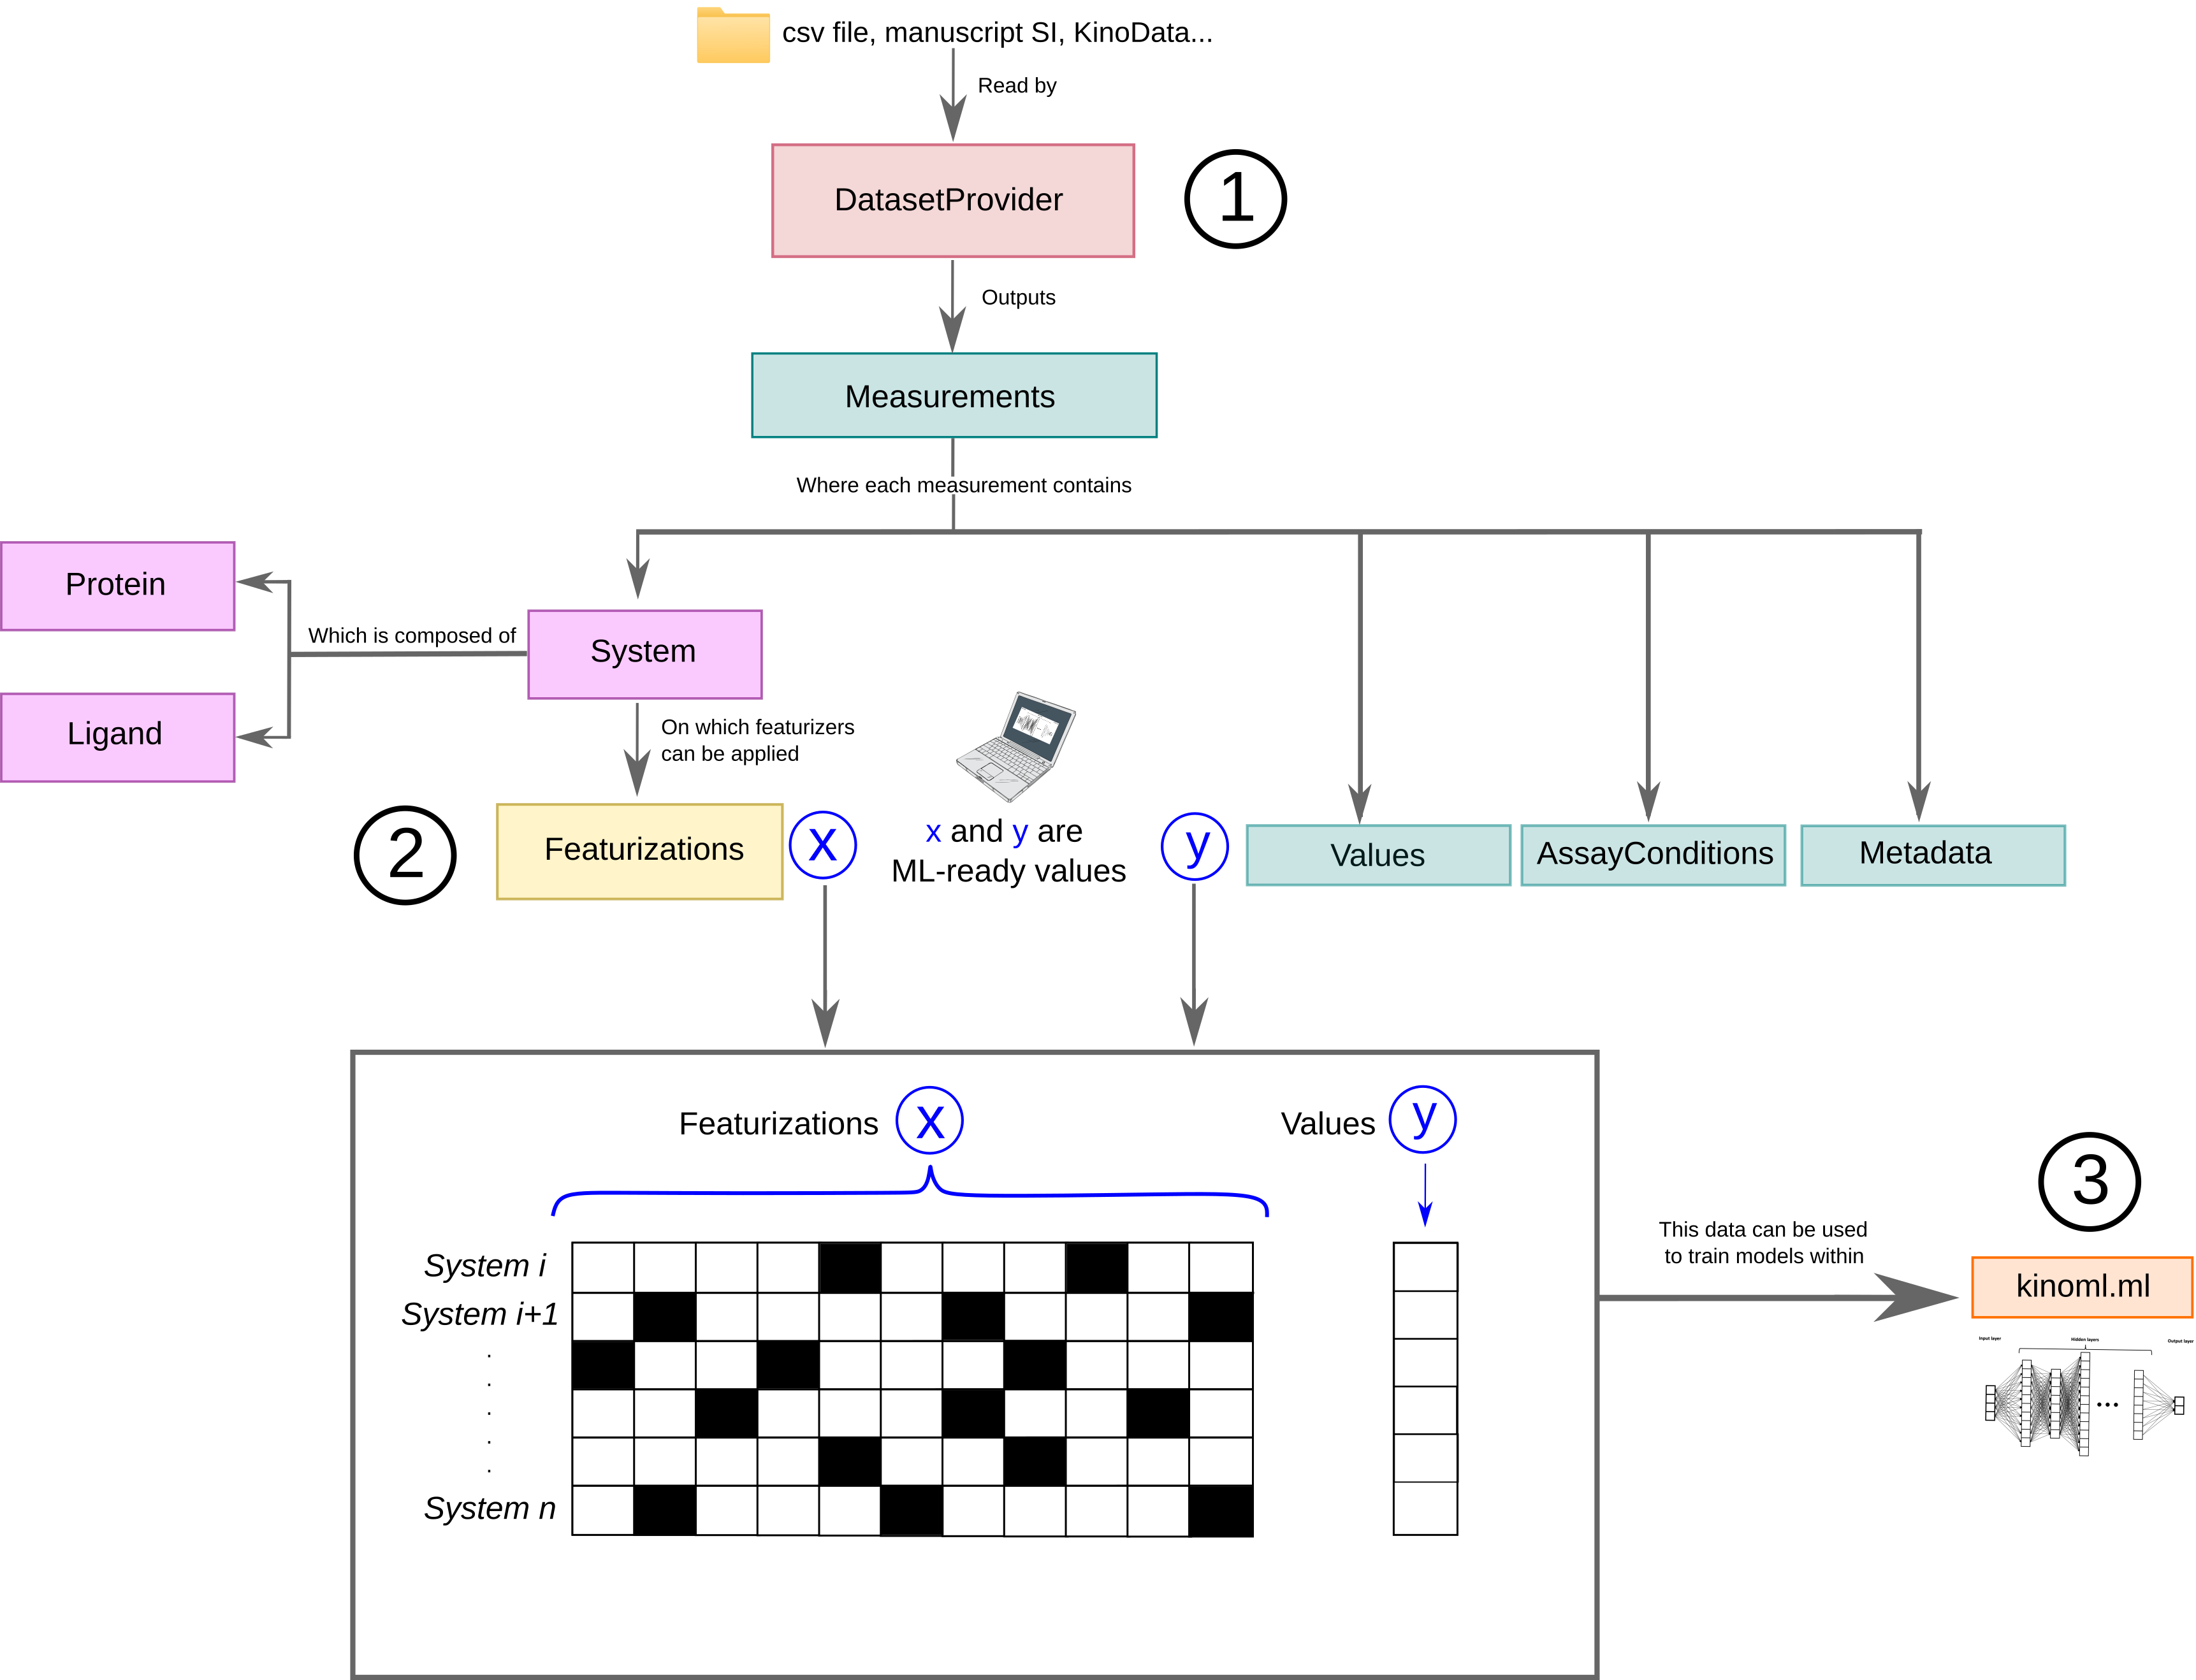 csv file, manuscript SI, KinoData...
Read by
DatasetProvider
1
Outputs
Measurements
Where each measurement contains
Protein
Which is composed of
System
Ligand
On which featurizers
can be applied
2
Featurizations
x
x and y are
ML-ready values
y
Values
AssayConditions
Metadata
Featurizations
x
Values
y
System i
System i+1
.
.
.
.
.
System n
This data can be used
to train models within
3
kinoml.ml
Input layer
Hidden layers
Output layer
...